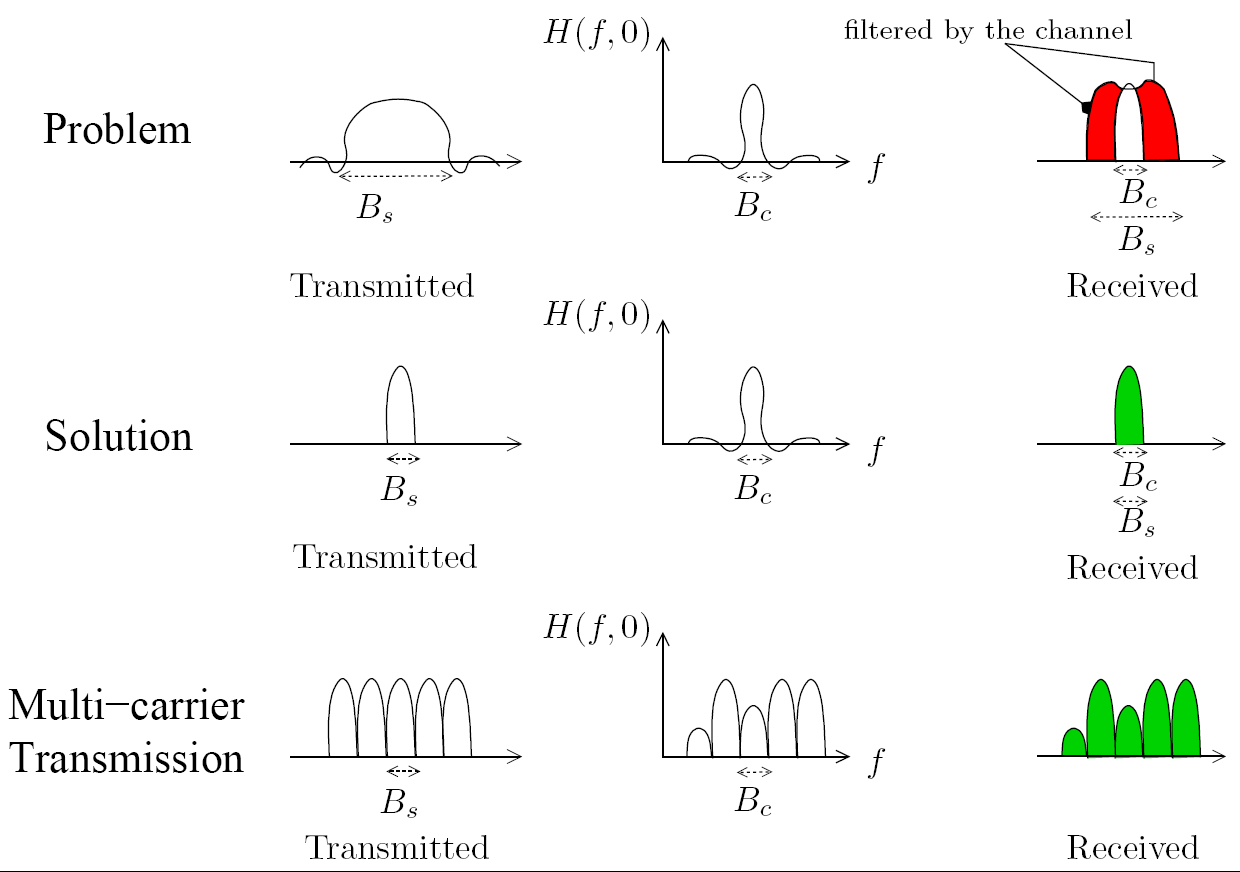 H(f, 0)
filtered by the channel
Problem
f
B_s
B_c
B_c
B_s
Transmitted
Received
H(f, 0)
Solution
f
B_s
B_c
B_c
B_s
Transmitted
Received
H(f, 0)
Multi−carrier
Transmission
f
B_s
B_c
Transmitted
Received